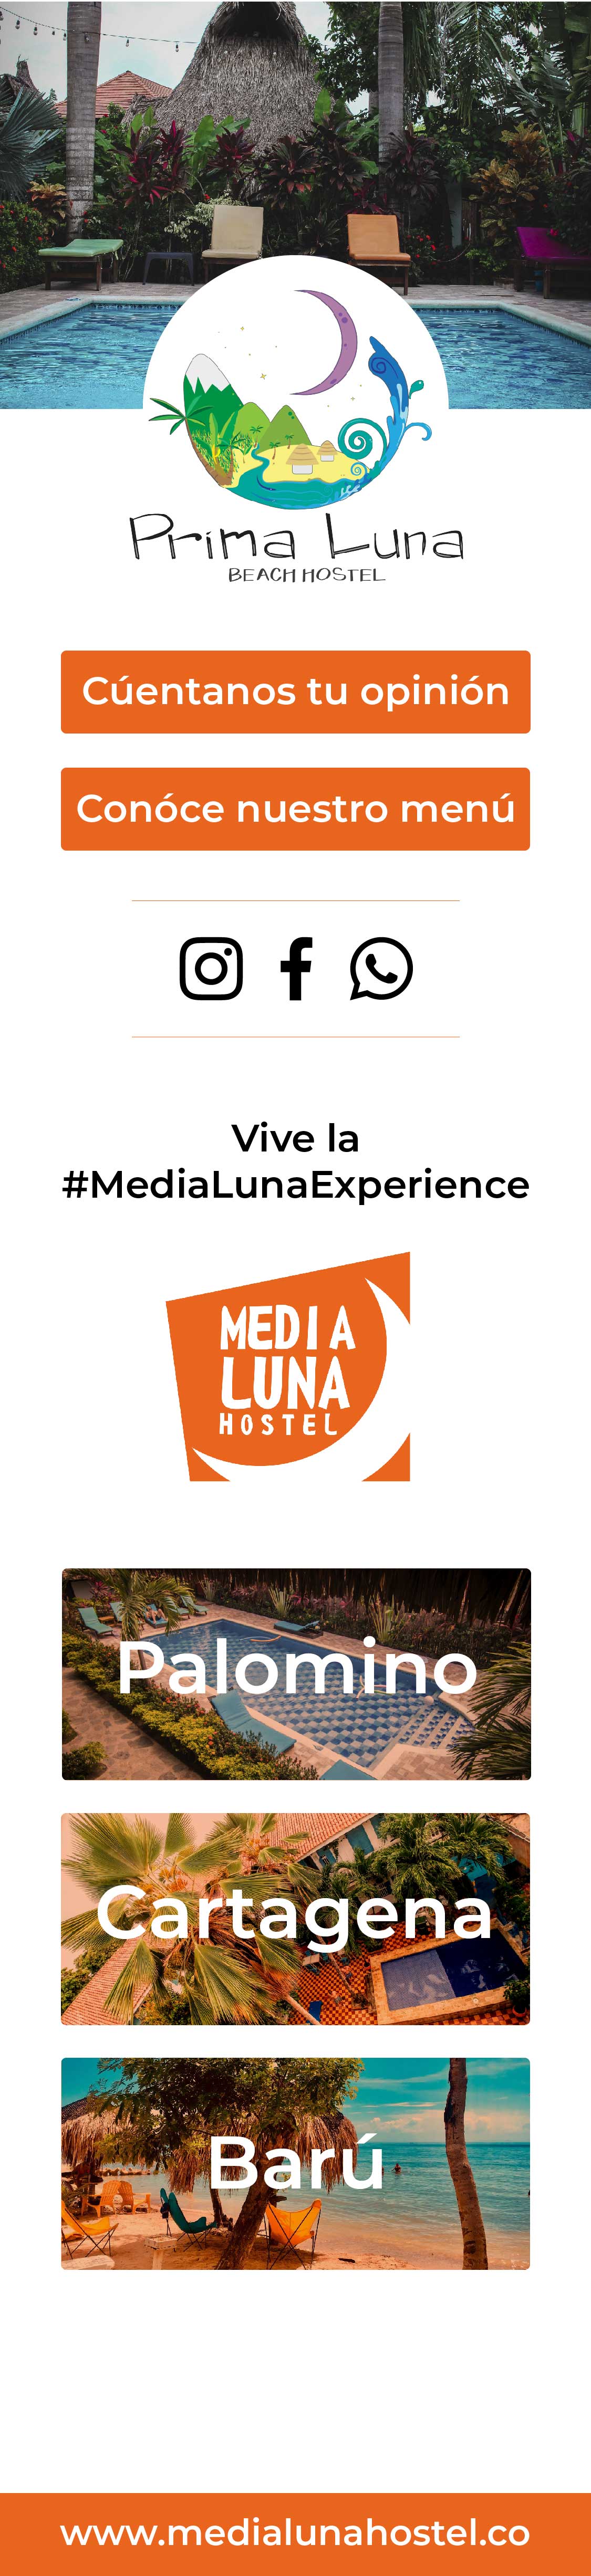 Prima Luna
BEACH HOSTEL
Cúentanos tu opinión
Conóce nuestro menú
Vive la
#MediaLunaExperience
MEDIA
LUNA
HOSTEL
Palomino
Cartagena
Barú
www.medialunahostel.co